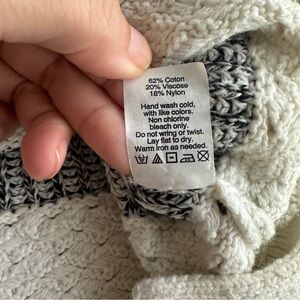 62% Coton
20% Viscose
18% Nylon
Hand wash cold,
with like colors.
Non chlorine
bleach only.
Do not wring or twist.
Lay flat to dry.
Warm iron as needed.